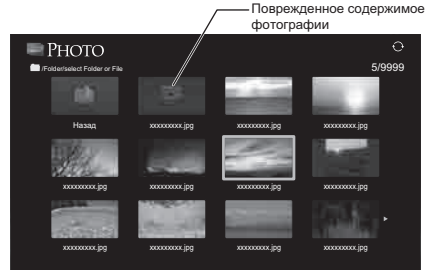 Поврежденное содержимое
фотографии
PHOTO
/Folder/select Folder or File
5/9999
Назад xxxxxxxxx.jpg xxxxxxxxx.jpg xxxxxxxxx.jpg
xxxxxxxxx.jpg xxxxxxxxx.jpg xxxxxxxxx.jpg xxxxxxxxx.jpg
xxxxxxxxx.jpg xxxxxxxxx.jpg xxxxxxxxx.jpg xxxxxxxxx.jpg